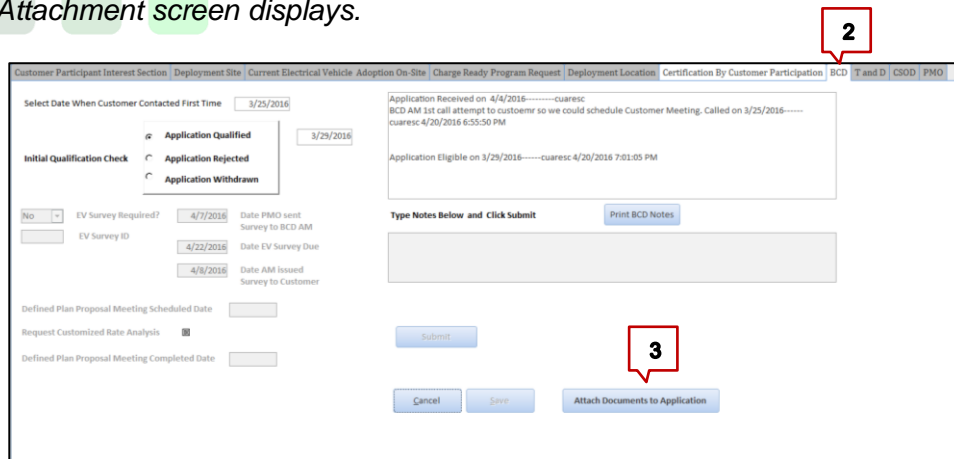 Attachment screen displays.
2
Customer Participant Interest Section Deployment Site Current Electrical Vehicle Adoption On-Site Charge Ready Program Request Deployment Location Certification By Customer Participation BCD T and D CSOD PMO
Select Date When Customer Contacted First Time 3/25/2016
Application Received on 4/4/2016---------cuaresc
BCD AM 1st call attempt to custoemr so we could schedule Customer Meeting. Called on 3/25/2016------
cuaresc 4/20/2016 6:55:50 PM
Application Eligible on 3/29/2016------cuaresc 4/20/2016 7:01:05 PM
Initial Qualification Check
Application Qualified 3/29/2016
Application Rejected
Application Withdrawn
No EV Survey Required? 4/7/2016 Date PMO sent
Survey to BCD AM
EV Survey ID
4/22/2016 Date EV Survey Due
4/8/2016 Date AM issued
Survey to Customer
Type Notes Below and Click Submit Print BCD Notes
Defined Plan Proposal Meeting Scheduled Date
Request Customized Rate Analysis
Defined Plan Proposal Meeting Completed Date
Submit
3
Cancel Save Attach Documents to Application